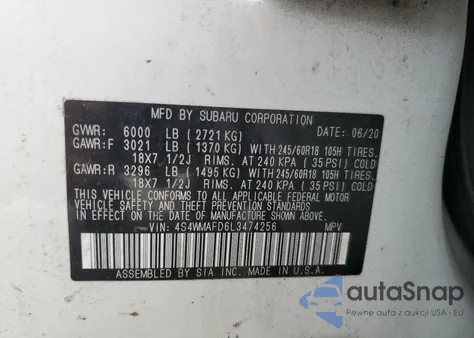 MFD BY SUBARU CORPORATION
GVWR: 6000 LB (2721 KG) DATE: 06/20
GAWR:F 3021 LB (1370 KG) WITH 245/60R18 105H TIRES.
18X7 1/2J RIMS. AT 240 KPA ( 35 PSI) COLD
GAWR:R 3296 LB (1495 KG) WITH 245/60R18 105H TIRES.
18X7 1/2J RIMS. AT 240 KPA ( 35 PSI) COLD
THIS VEHICLE CONFORMS TO ALL APPLICABLE FEDERAL MOTOR
VEHICLE SAFETY STANDARDS IN EFFECT ON THE DATE OF
MANUFACTURE SHOWN ABOVE.
VIN: 4S4WMAFD6L3474256 MPV
ASSEMBLED BY SIA INC. MADE IN U.S.A.
autoSnap
Pewne auta z aukcji USA i EU